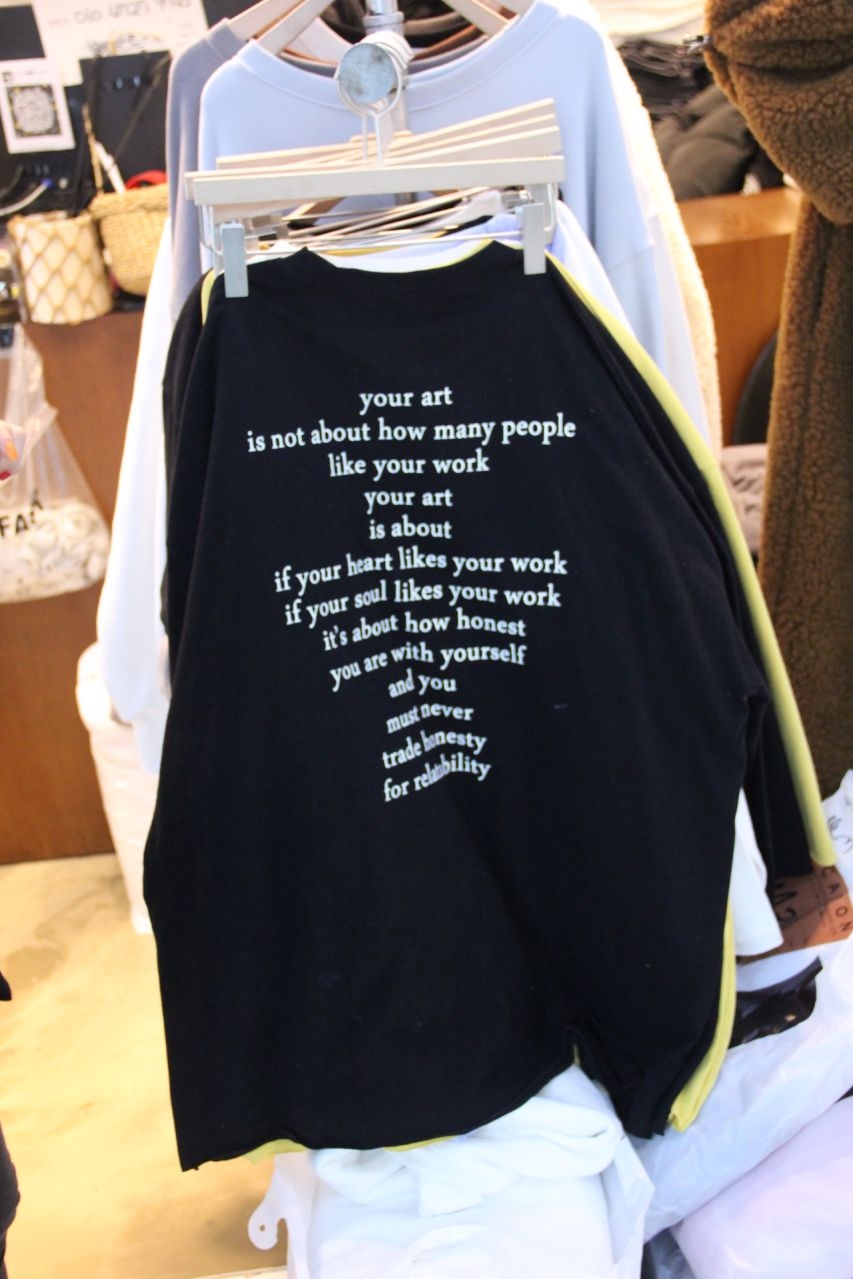 your art
is not about how many people
like your work
your art
is about
if your heart likes your work
if your soul likes your work
it's about how honest
you are with yourself
and you
must never
trade honesty
for relatability